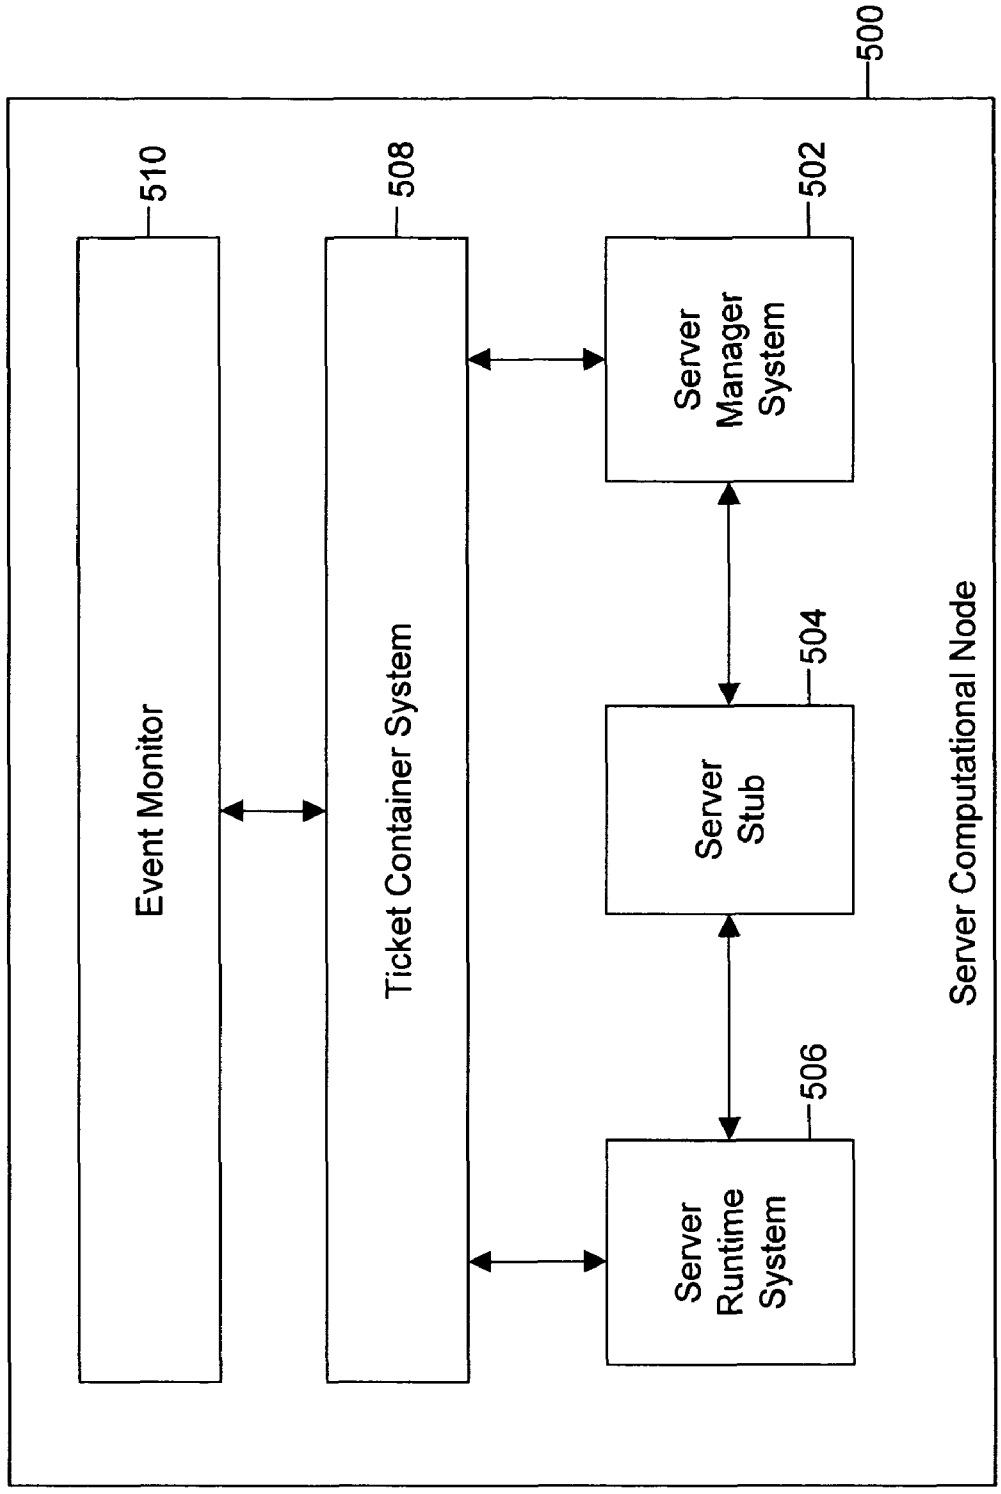 500
510
Event Monitor
508
Ticket Container System
506
Server
Runtime
System
504
Server
Stub
502
Server
Manager
System
Server Computational Node